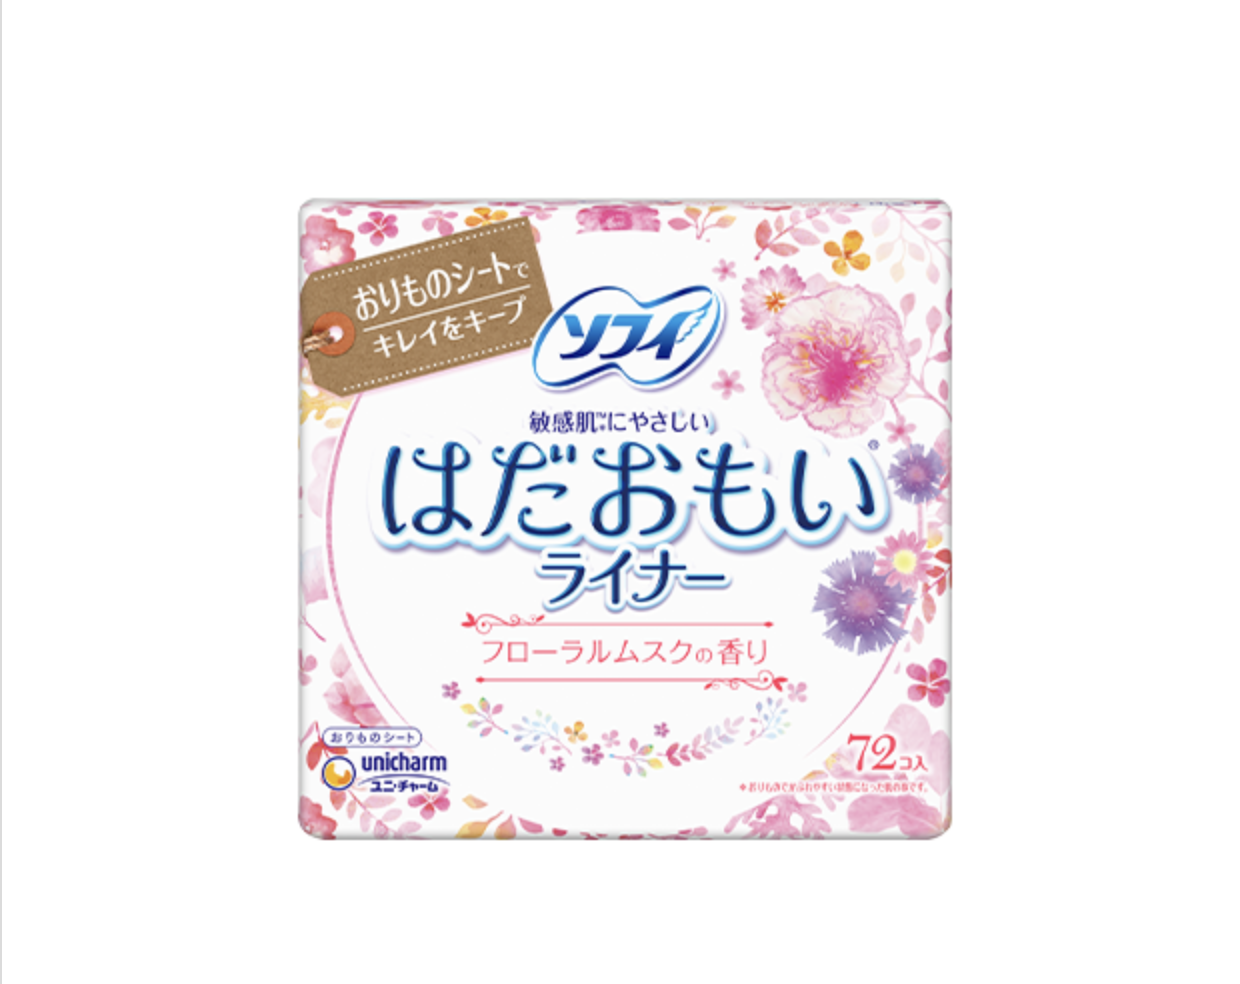 おりものシートで
キレイをキープ
ソフィ
敏感肌※にやさしい
はだおもい®
ライナー
フローラルムスクの香り
おりものシート
unicharm
ユニ・チャーム
72コ入